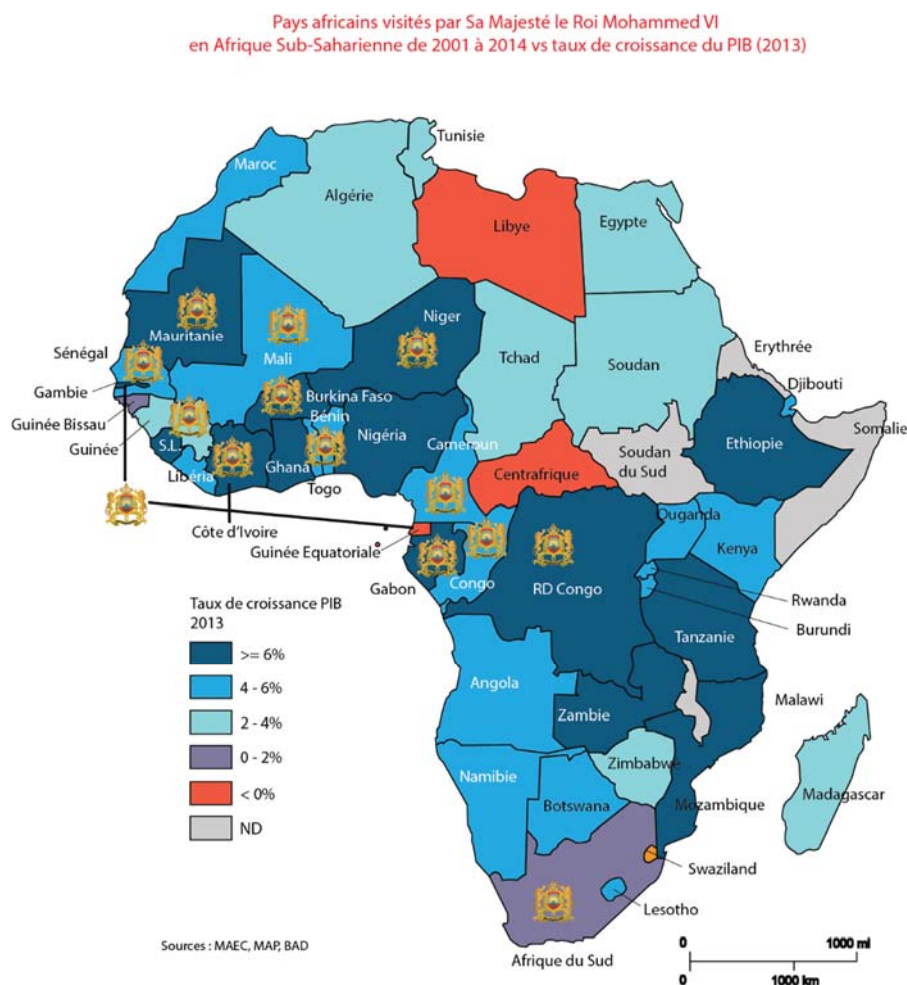 Pays africains visités par Sa Majesté le Roi Mohammed VI
en Afrique Sub-Saharienne de 2001 à 2014 vs taux de croissance du PIB (2013)
Tunisie
Maroc
Algérie
Libye
Egypte
Mauritanie
Mali
Niger
Tchad
Soudan
Erythrée
Sénégal
Gambie
Guinée Bissau
Guinée
S.L.
Libéria
Côte d'Ivoire
Burkina Faso
Bénin
Ghana
Togo
Nigéria
Cameroun
Centrafrique
Soudan
du Sud
Ethiopie
Djibouti
Somalie
Guinée Equatoriale
Gabon
Congo
RD Congo
Ouganda
Kenya
Rwanda
Burundi
Tanzanie
Angola
Zambie
Malawi
Namibie
Botswana
Zimbabwe
Mozambique
Madagascar
Swaziland
Lesotho
Afrique du Sud
Taux de croissance PIB
2013
>= 6%
4 - 6%
2 - 4%
0 - 2%
< 0%
ND
Sources : MAEC, MAP, BAD
0 1000 mi
0 1000 km